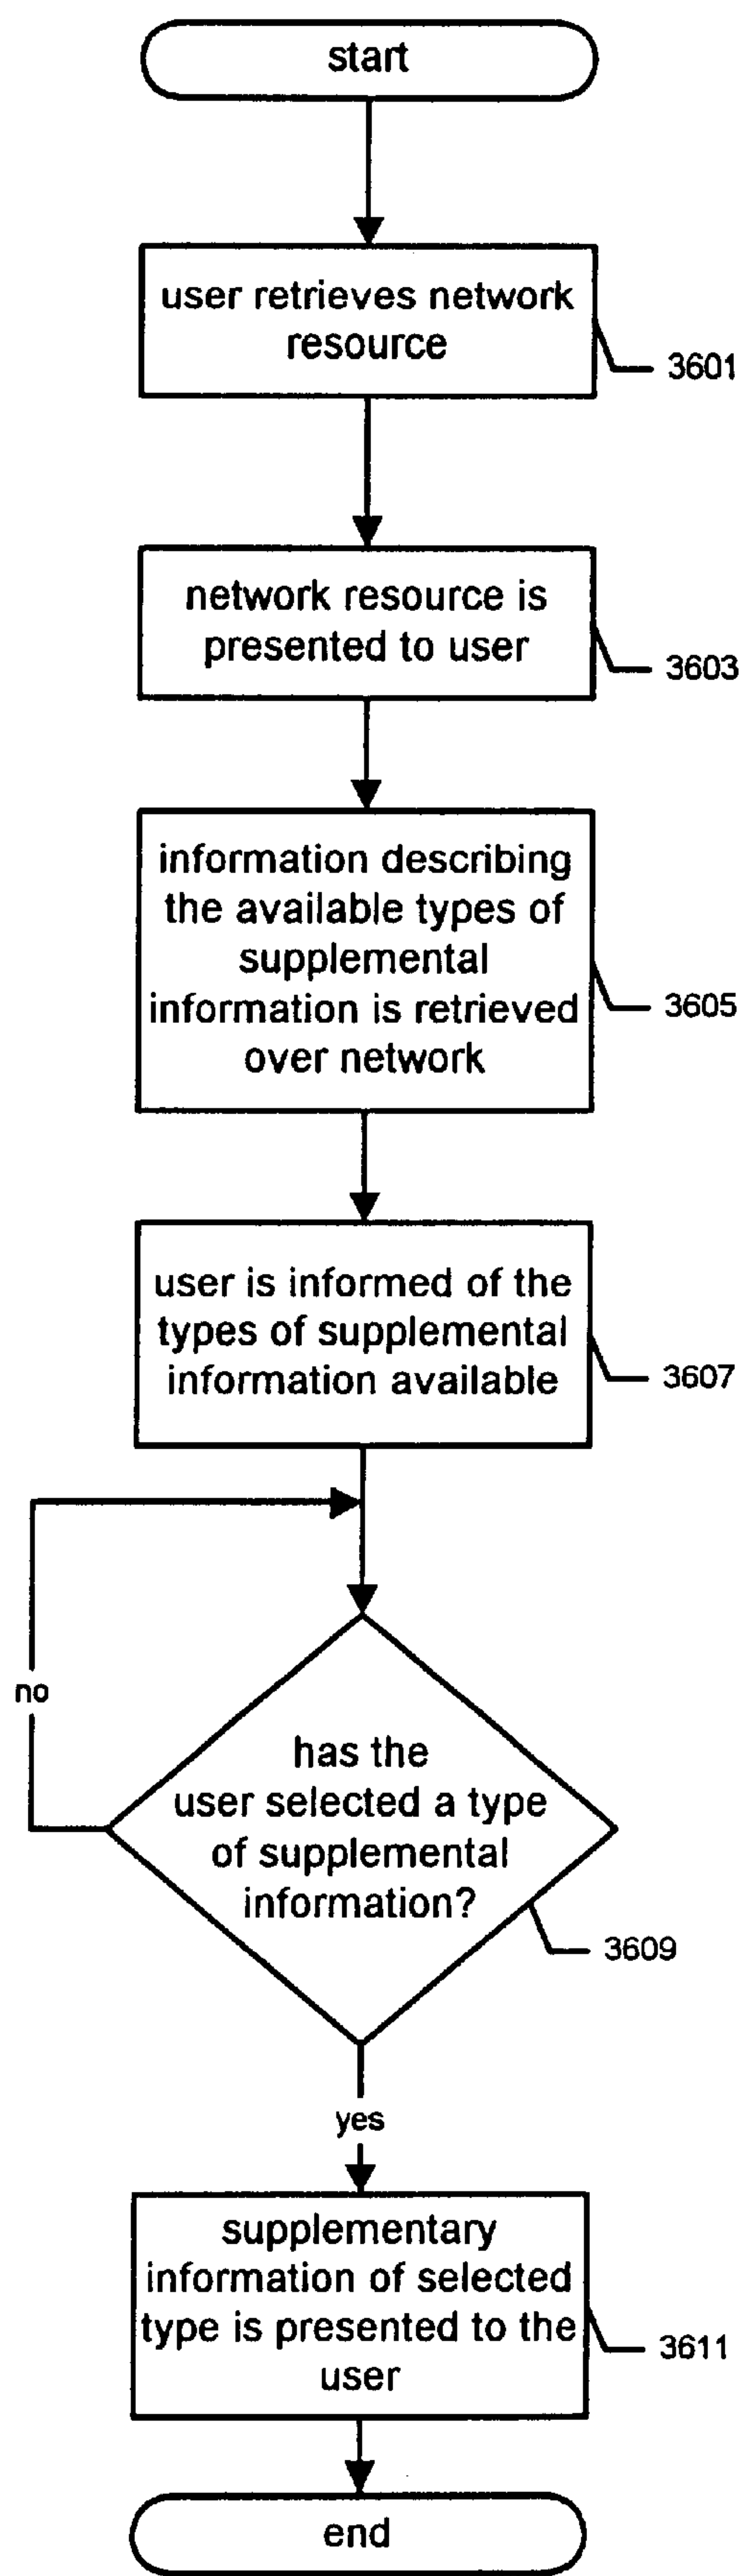 start
user retrieves network
resource
3601
network resource is
presented to user
3603
information describing
the available types of
supplemental
information is retrieved
over network
3605
user is informed of the
types of supplemental
information available
3607
no
has the
user selected a type
of supplemental
information?
3609
yes
supplementary
information of selected
type is presented to the
user
3611
end